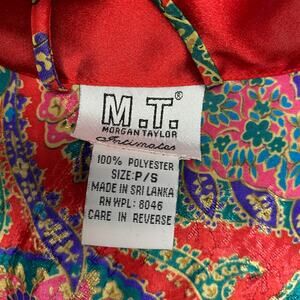 M.T.®
MORGAN TAYLOR
Intimates
100% POLYESTER
SIZE: P/S
MADE IN SRI LANKA
RN WPL: 8046
CARE IN REVERSE